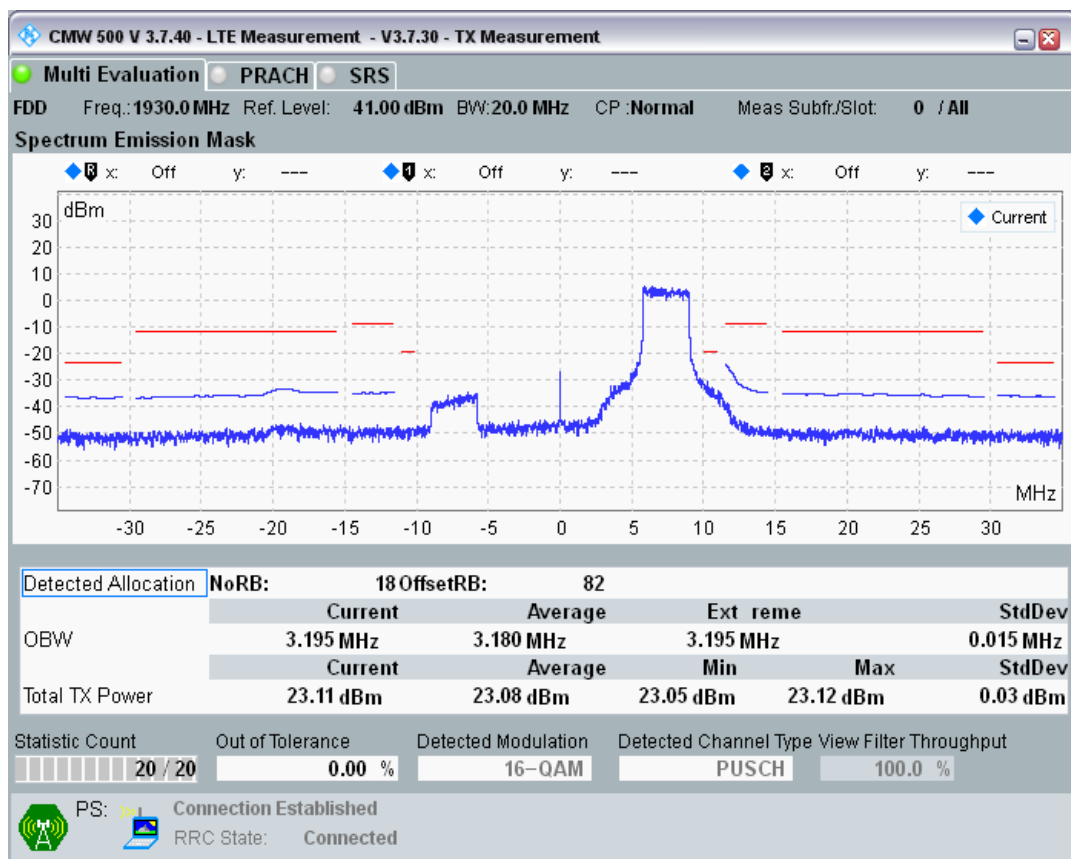 CMW 500 V 3.7.40 - LTE Measurement - V3.7.30 - TX Measurement
Multi Evaluation PRACH SRS
FDD Freq.: 1930.0 MHz Ref. Level: 41.00 dBm BW: 20.0 MHz CP : Normal Meas Subfr./Slot: 0 / All
Spectrum Emission Mask
R x: Off y: --- 1 x: Off y: --- 2 x: Off y: ---
dBm
Current
30
20
10
0
-10
-20
-30
-40
-50
-60
-70
MHz
-30 -25 -20 -15 -10 -5 0 5 10 15 20 25 30
Detected Allocation NoRB: 18 OffsetRB: 82
Current Average Ext reme StdDev
OBW 3.195 MHz 3.180 MHz 3.195 MHz 0.015 MHz
Current Average Min Max StdDev
Total TX Power 23.11 dBm 23.08 dBm 23.05 dBm 23.12 dBm 0.03 dBm
Statistic Count Out of Tolerance Detected Modulation Detected Channel Type View Filter Throughput
20 / 20 0.00 % 16-QAM PUSCH 100.0 %
PS: Connection Established
RRC State: Connected